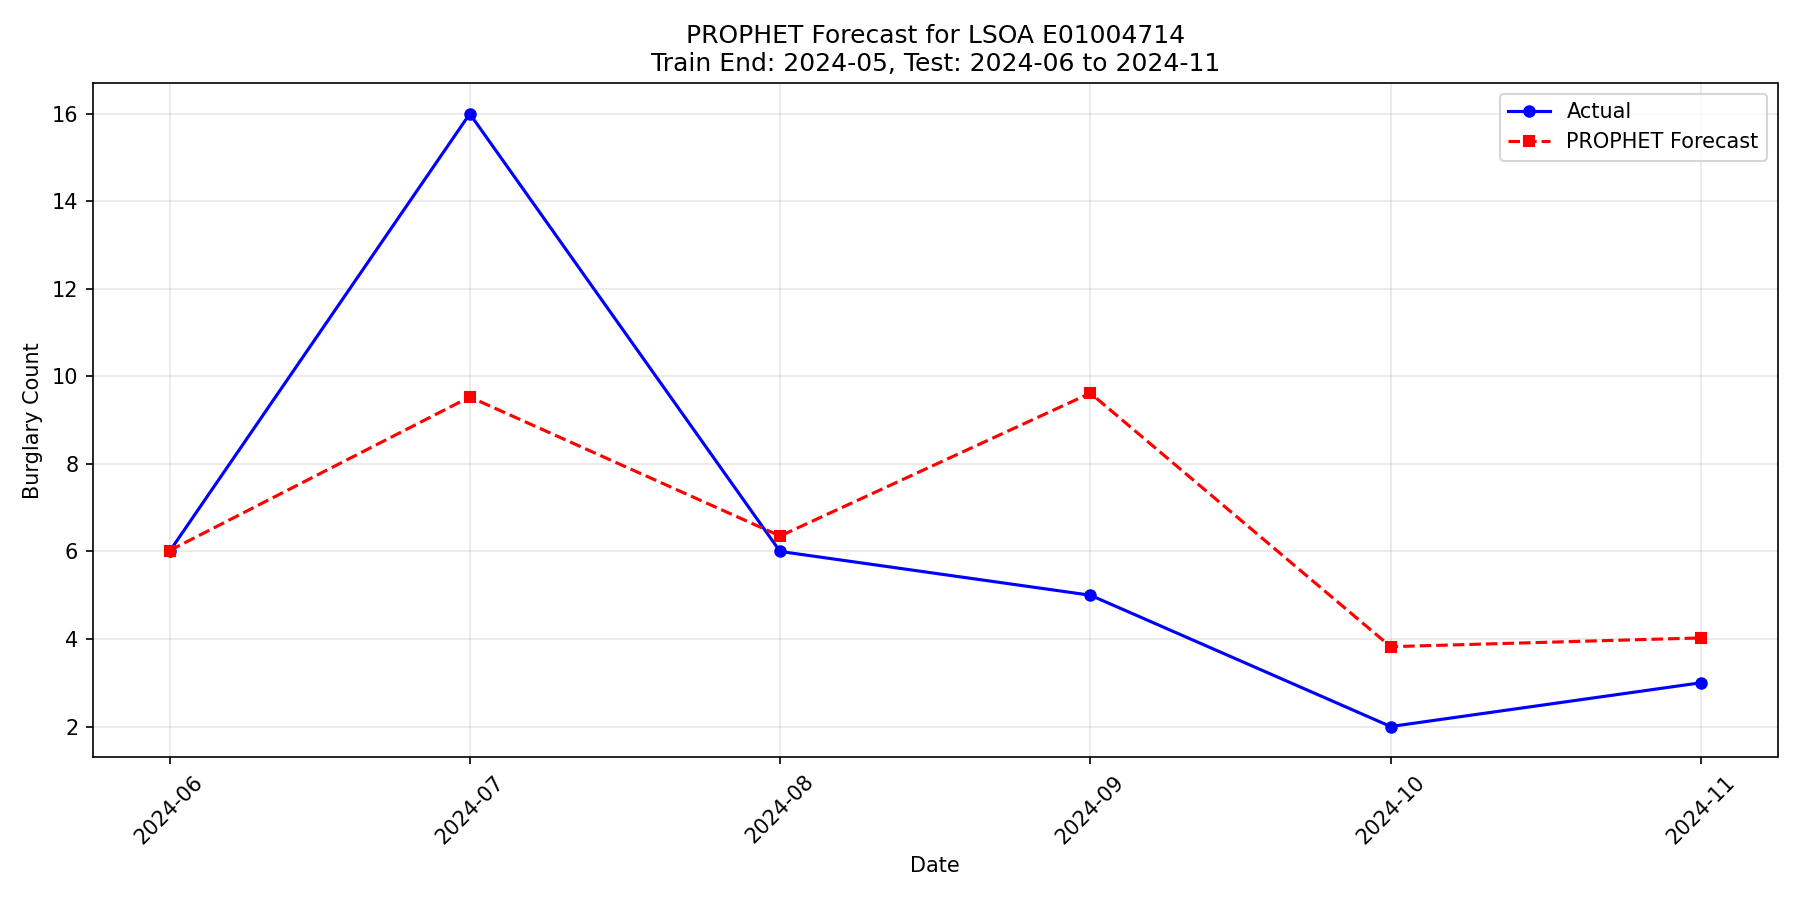 PROPHET Forecast for LSOA E01004714
Train End: 2024-05, Test: 2024-06 to 2024-11
Actual
PROPHET Forecast
Burglary Count
16
14
12
10
8
6
4
2
2024-06
2024-07
2024-08
2024-09
2024-10
2024-11
Date